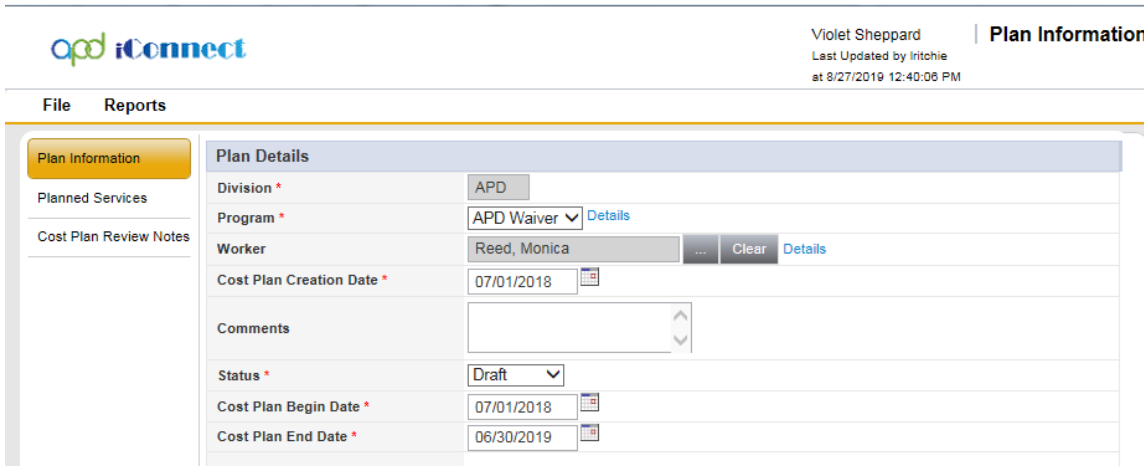 apd iConnect
Violet Sheppard
Last Updated by lritchie
at 8/27/2019 12:40:06 PM
Plan Information
File Reports
Plan Information
Planned Services
Cost Plan Review Notes
Plan Details
Division * APD
Program * APD Waiver Details
Worker Reed, Monica ... Clear Details
Cost Plan Creation Date * 07/01/2018
Comments
Status * Draft
Cost Plan Begin Date * 07/01/2018
Cost Plan End Date * 06/30/2019